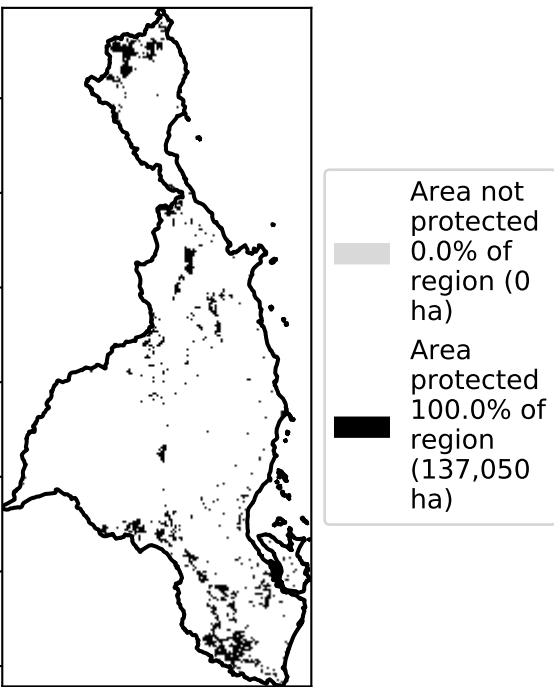 Area not
protected
0.0% of
region (0
ha)
Area
protected
100.0% of
region
(137,050
ha)